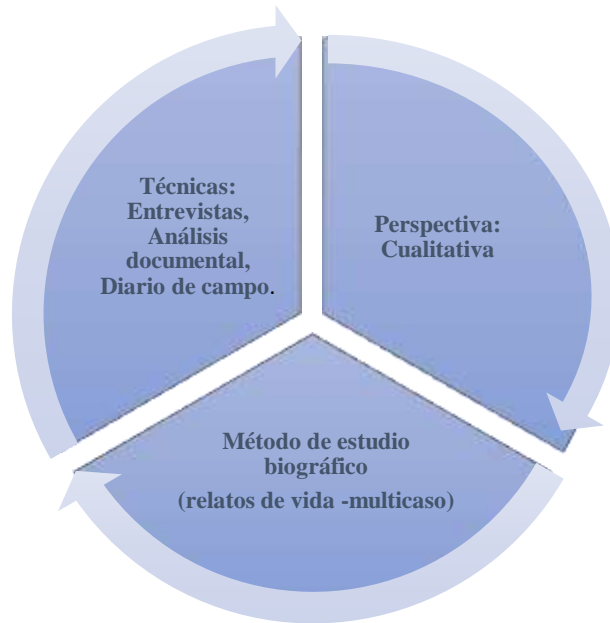 Técnicas:
Entrevistas,
Análisis
documental,
Diario de campo.
Perspectiva:
Cualitativa
Método de estudio
biográfico
(relatos de vida -multicaso)